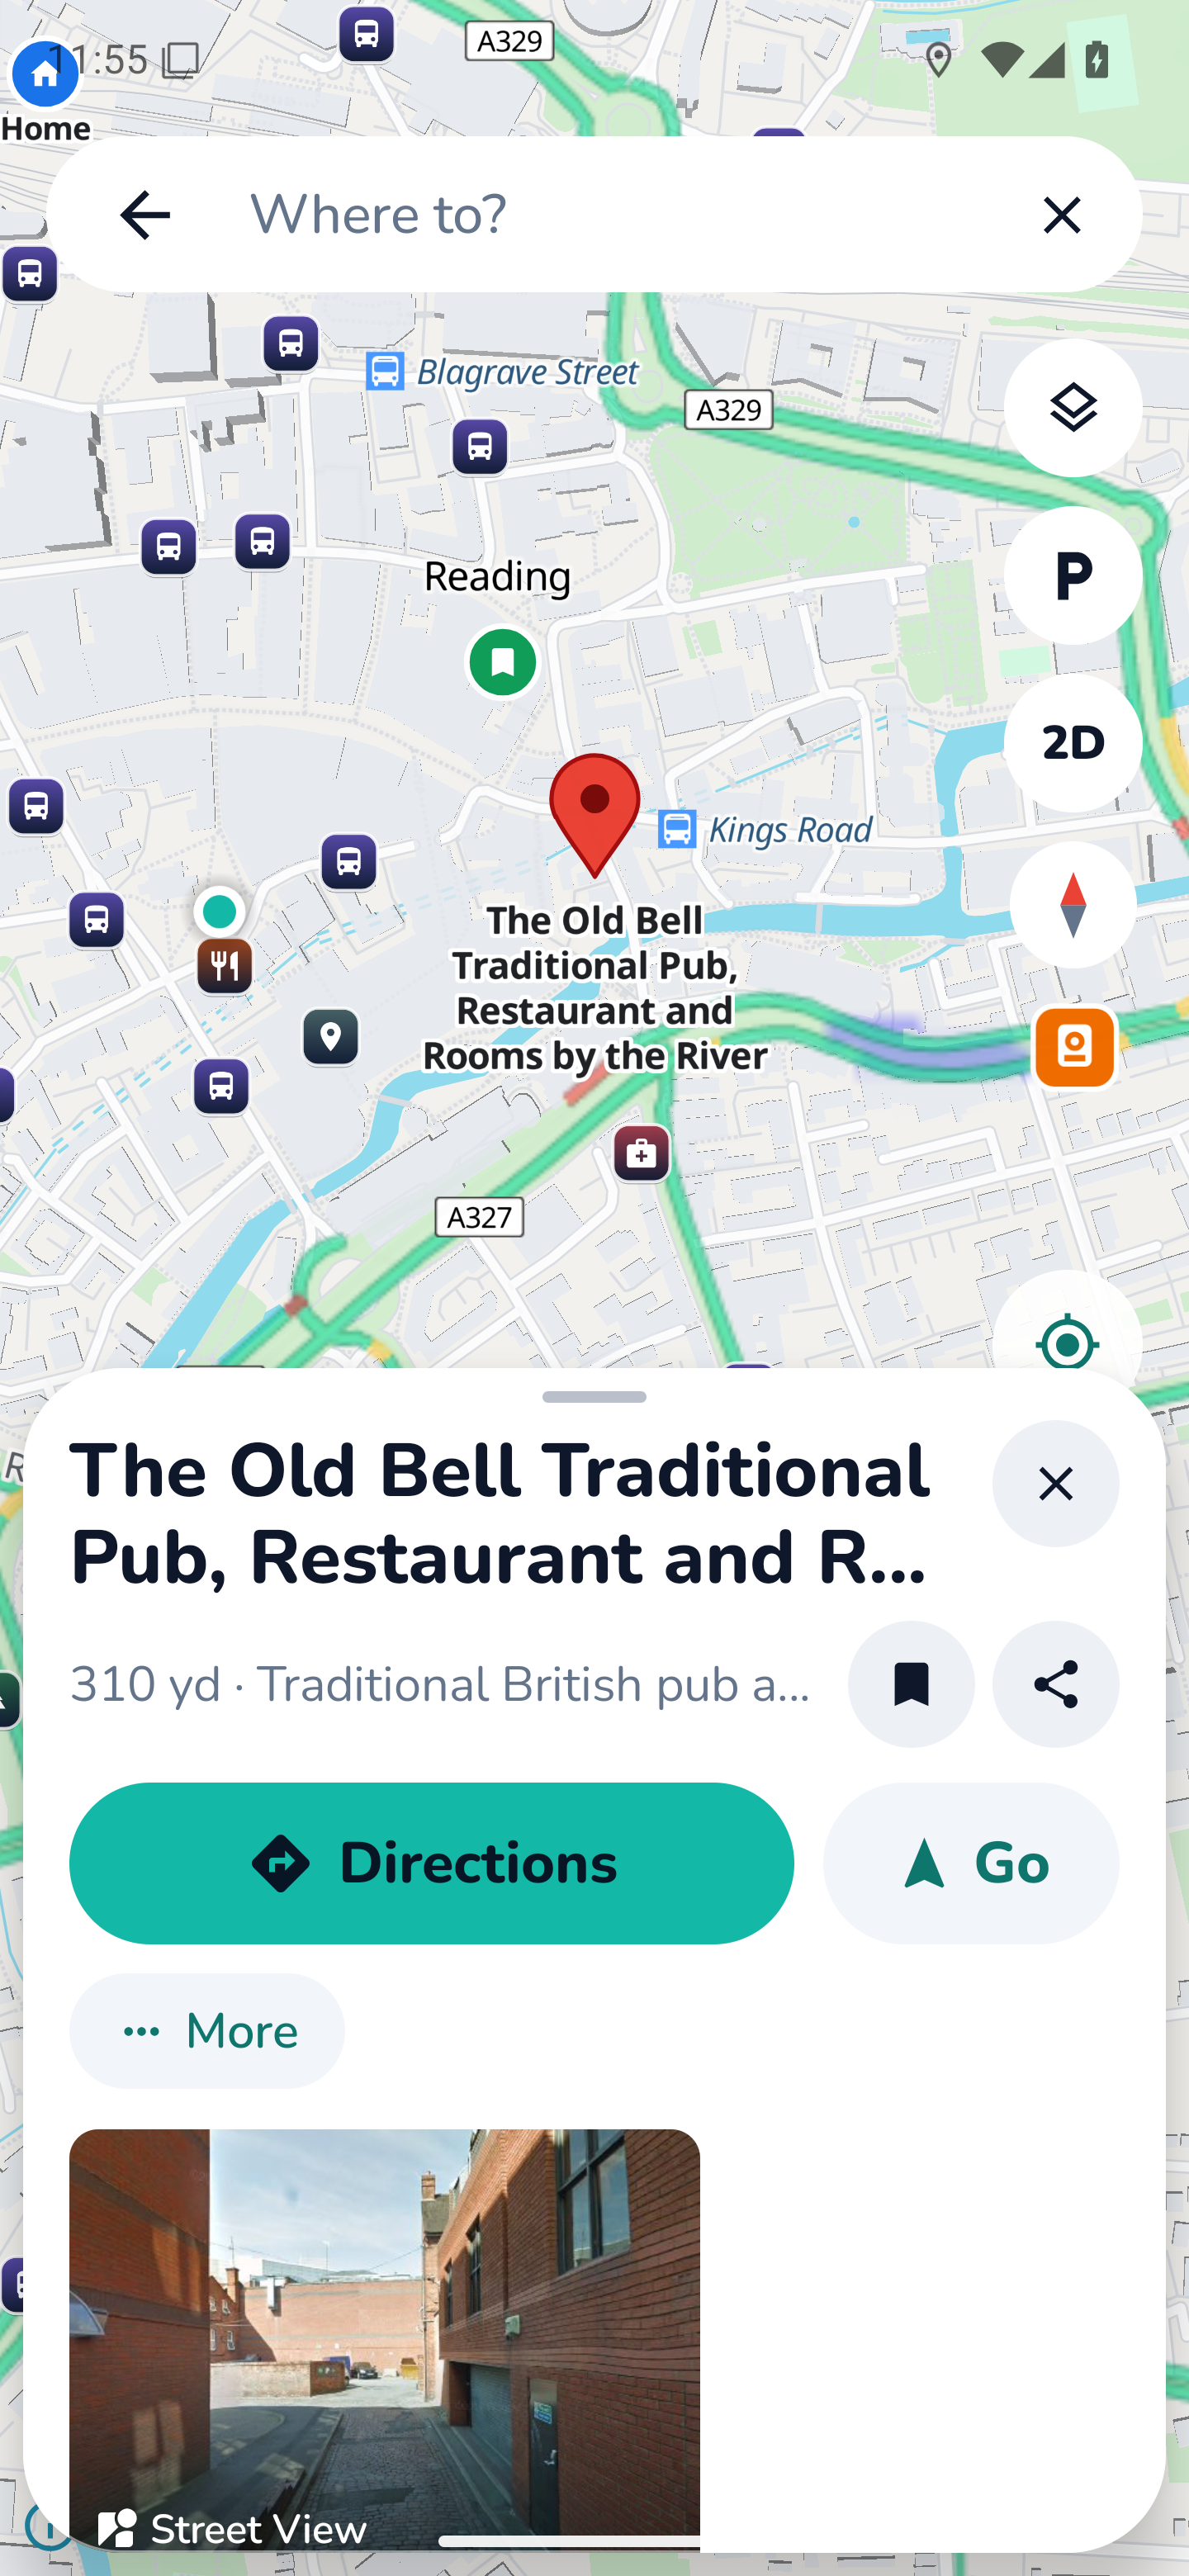 11:55
A329
Home
Where to?
Blagrave Street
A329
P
Reading
2D
Kings Road
The Old Bell
Traditional Pub,
Restaurant and
Rooms by the River
A327
The Old Bell Traditional
Pub, Restaurant and R...
310 yd · Traditional British pub a...
Directions
Go
More
Street View